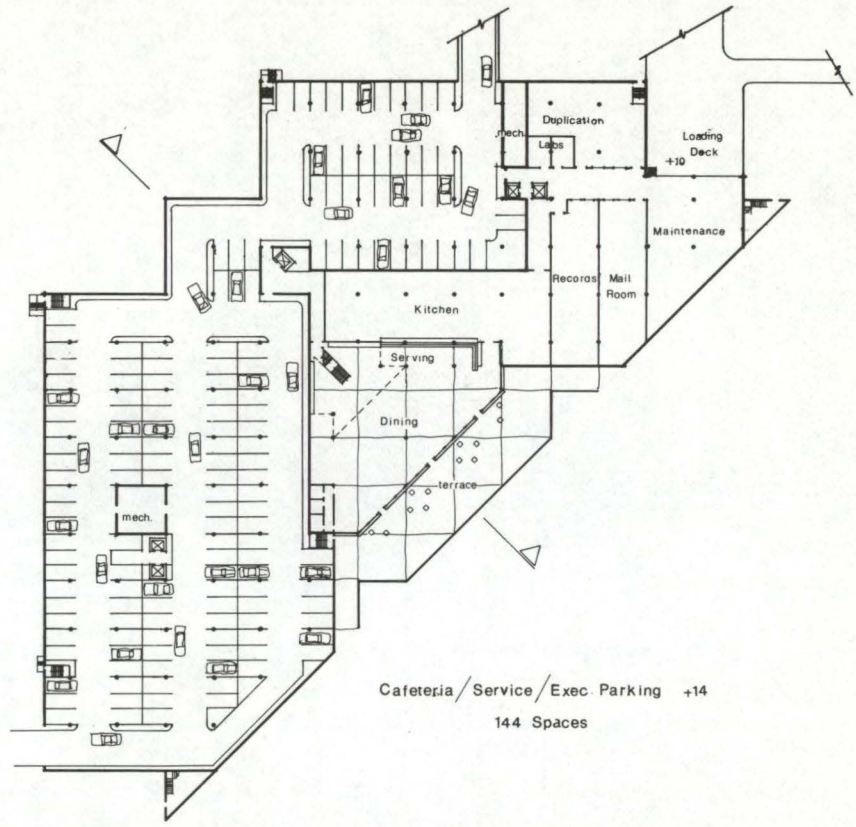 Duplication
mech.
Labs
Loading
Dock
+10
Maintenance
Records
Mail
Room
Kitchen
Serving
Dining
terrace
mech.
Cafeteria/Service/Exec Parking +14
144 Spaces